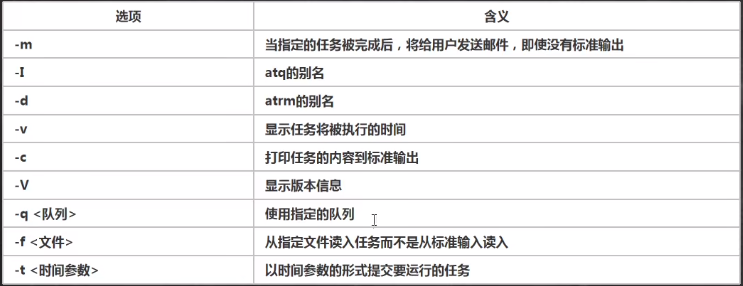 选项 含义
-m 当指定的任务被完成后，将给用户发送邮件，即使没有标准输出
-I atq的别名
-d atrm的别名
-v 显示任务将被执行的时间
-c 打印任务的内容到标准输出
-V 显示版本信息
-q <队列> 使用指定的队列
-f <文件> 从指定文件读入任务而不是从标准输入读入
-t <时间参数> 以时间参数的形式提交要运行的任务